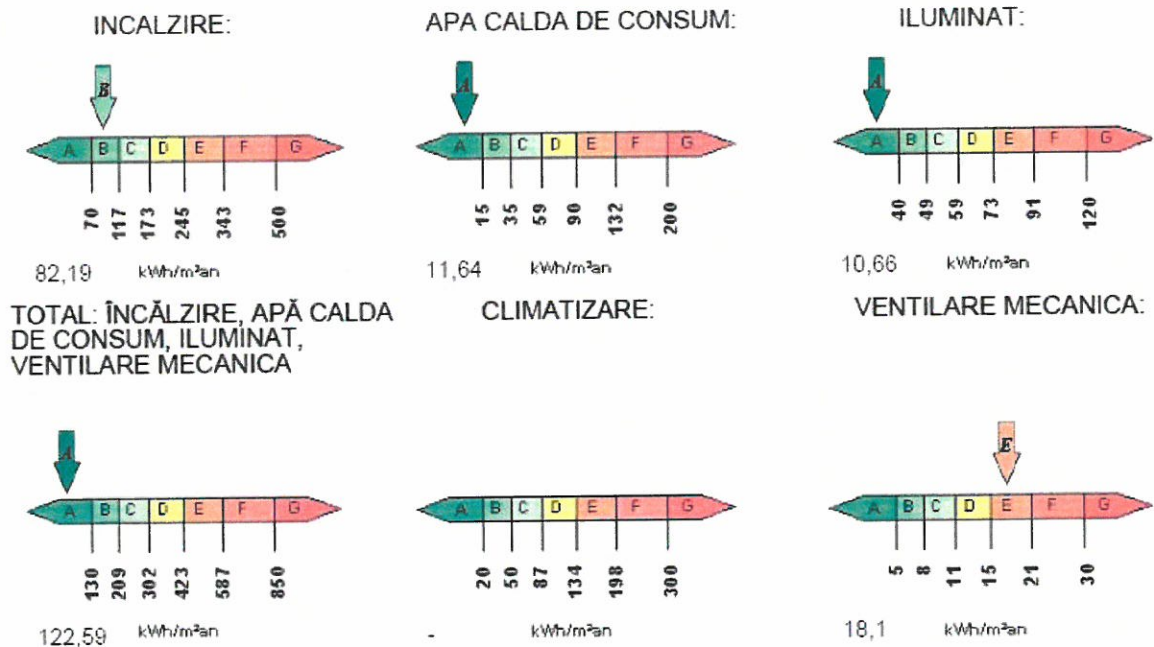 INCALZIRE:
B
A B C D E F G
70 117 173 245 343 500
82,19 kWh/m²an
APA CALDA DE CONSUM:
A
A B C D E F G
15 35 59 90 132 200
11,64 kWh/m²an
ILUMINAT:
A
A B C D E F G
40 49 59 73 91 120
10,66 kWh/m²an
TOTAL: ÎNCĂLZIRE, APĂ CALDA
DE CONSUM, ILUMINAT,
VENTILARE MECANICA
A
A B C D E F G
130 209 302 423 587 850
122,59 kWh/m²an
CLIMATIZARE:
A B C D E F G
20 50 87 134 198 300
- kWh/m²an
VENTILARE MECANICA:
E
A B C D E F G
5 8 11 15 21 30
18,1 kWh/m²an